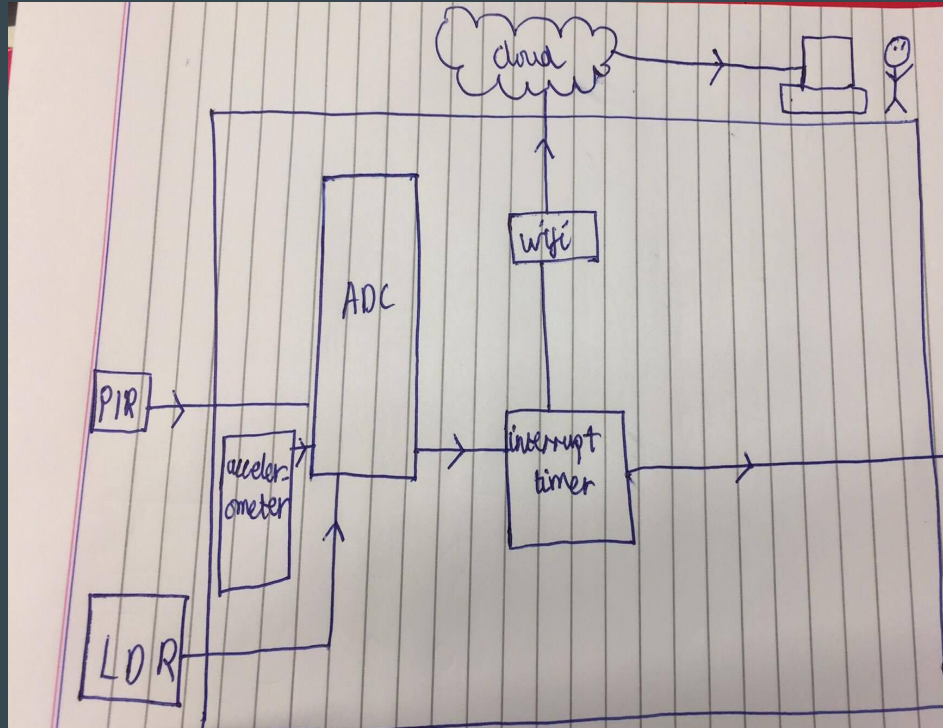 cloud
wifi
ADC
PIR
interrupt
timer
acceler-
ometer
LDR